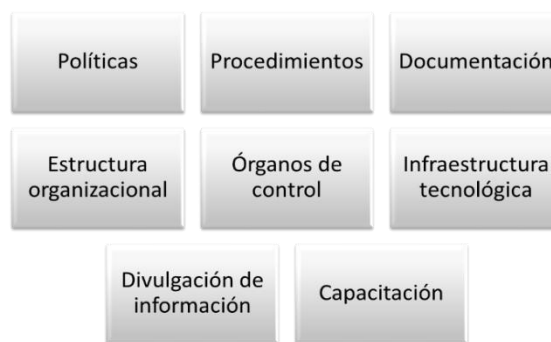 Políticas
Procedimientos
Documentación
Estructura
organizacional
Órganos de
control
Infraestructura
tecnológica
Divulgación de
información
Capacitación